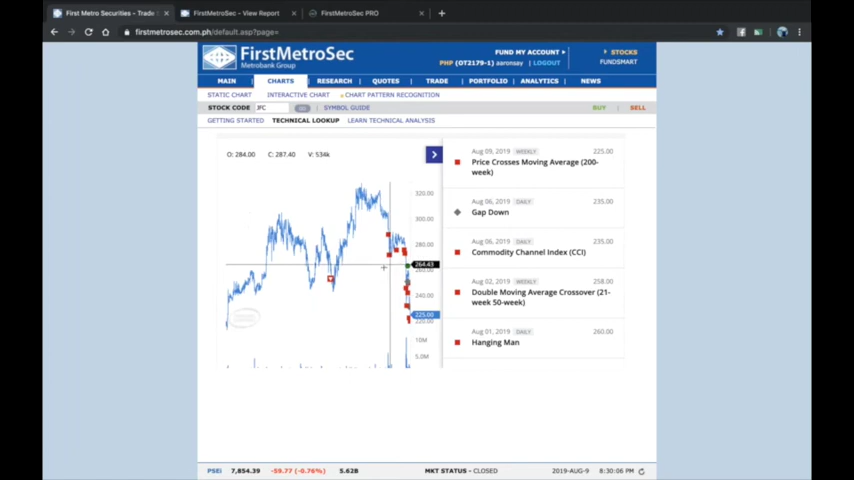 First Metro Securities - Trade
FirstMetroSec - View Report
FirstMetroSec PRO
firstmetrosec.com.ph/default.asp?page=
FirstMetroSec
Metrobank Group
FUND MY ACCOUNT
STOCKS
PHP (OT2179-1) aaronsay | LOGOUT
FUNDSMART
MAIN | CHARTS | RESEARCH | QUOTES | TRADE | PORTFOLIO | ANALYTICS | NEWS
STATIC CHART INTERACTIVE CHART CHART PATTERN RECOGNITION
STOCK CODE JFC GO | SYMBOL GUIDE BUY | SELL
GETTING STARTED TECHNICAL LOOKUP LEARN TECHNICAL ANALYSIS
O: 284.00 C: 287.40 V: 534k
320.00
300.00
280.00
264.43
260.00
240.00
225.00
220.00
10M
5.0M
Aug 09, 2019 WEEKLY 225.00
Price Crosses Moving Average (200-
week)
Aug 06, 2019 DAILY 235.00
Gap Down
Aug 06, 2019 DAILY 235.00
Commodity Channel Index (CCI)
Aug 02, 2019 WEEKLY 258.00
Double Moving Average Crossover (21-
week 50-week)
Aug 01, 2019 DAILY 260.00
Hanging Man
PSEI 7,854.39 -59.77 (-0.76%) 5.62B MKT STATUS - CLOSED 2019-AUG-9 8:30:06 PM